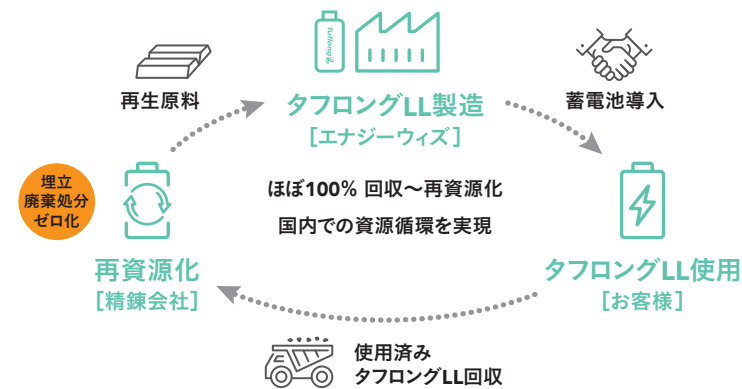 Tuflong
再生原料
タフロングLL製造
［エナジーウィズ］
蓄電池導入
埋立
廃棄処分
ゼロ化
ほぼ100% 回収～再資源化
国内での資源循環を実現
再資源化
［精錬会社］
タフロングLL使用
［お客様］
使用済み
タフロングLL回収